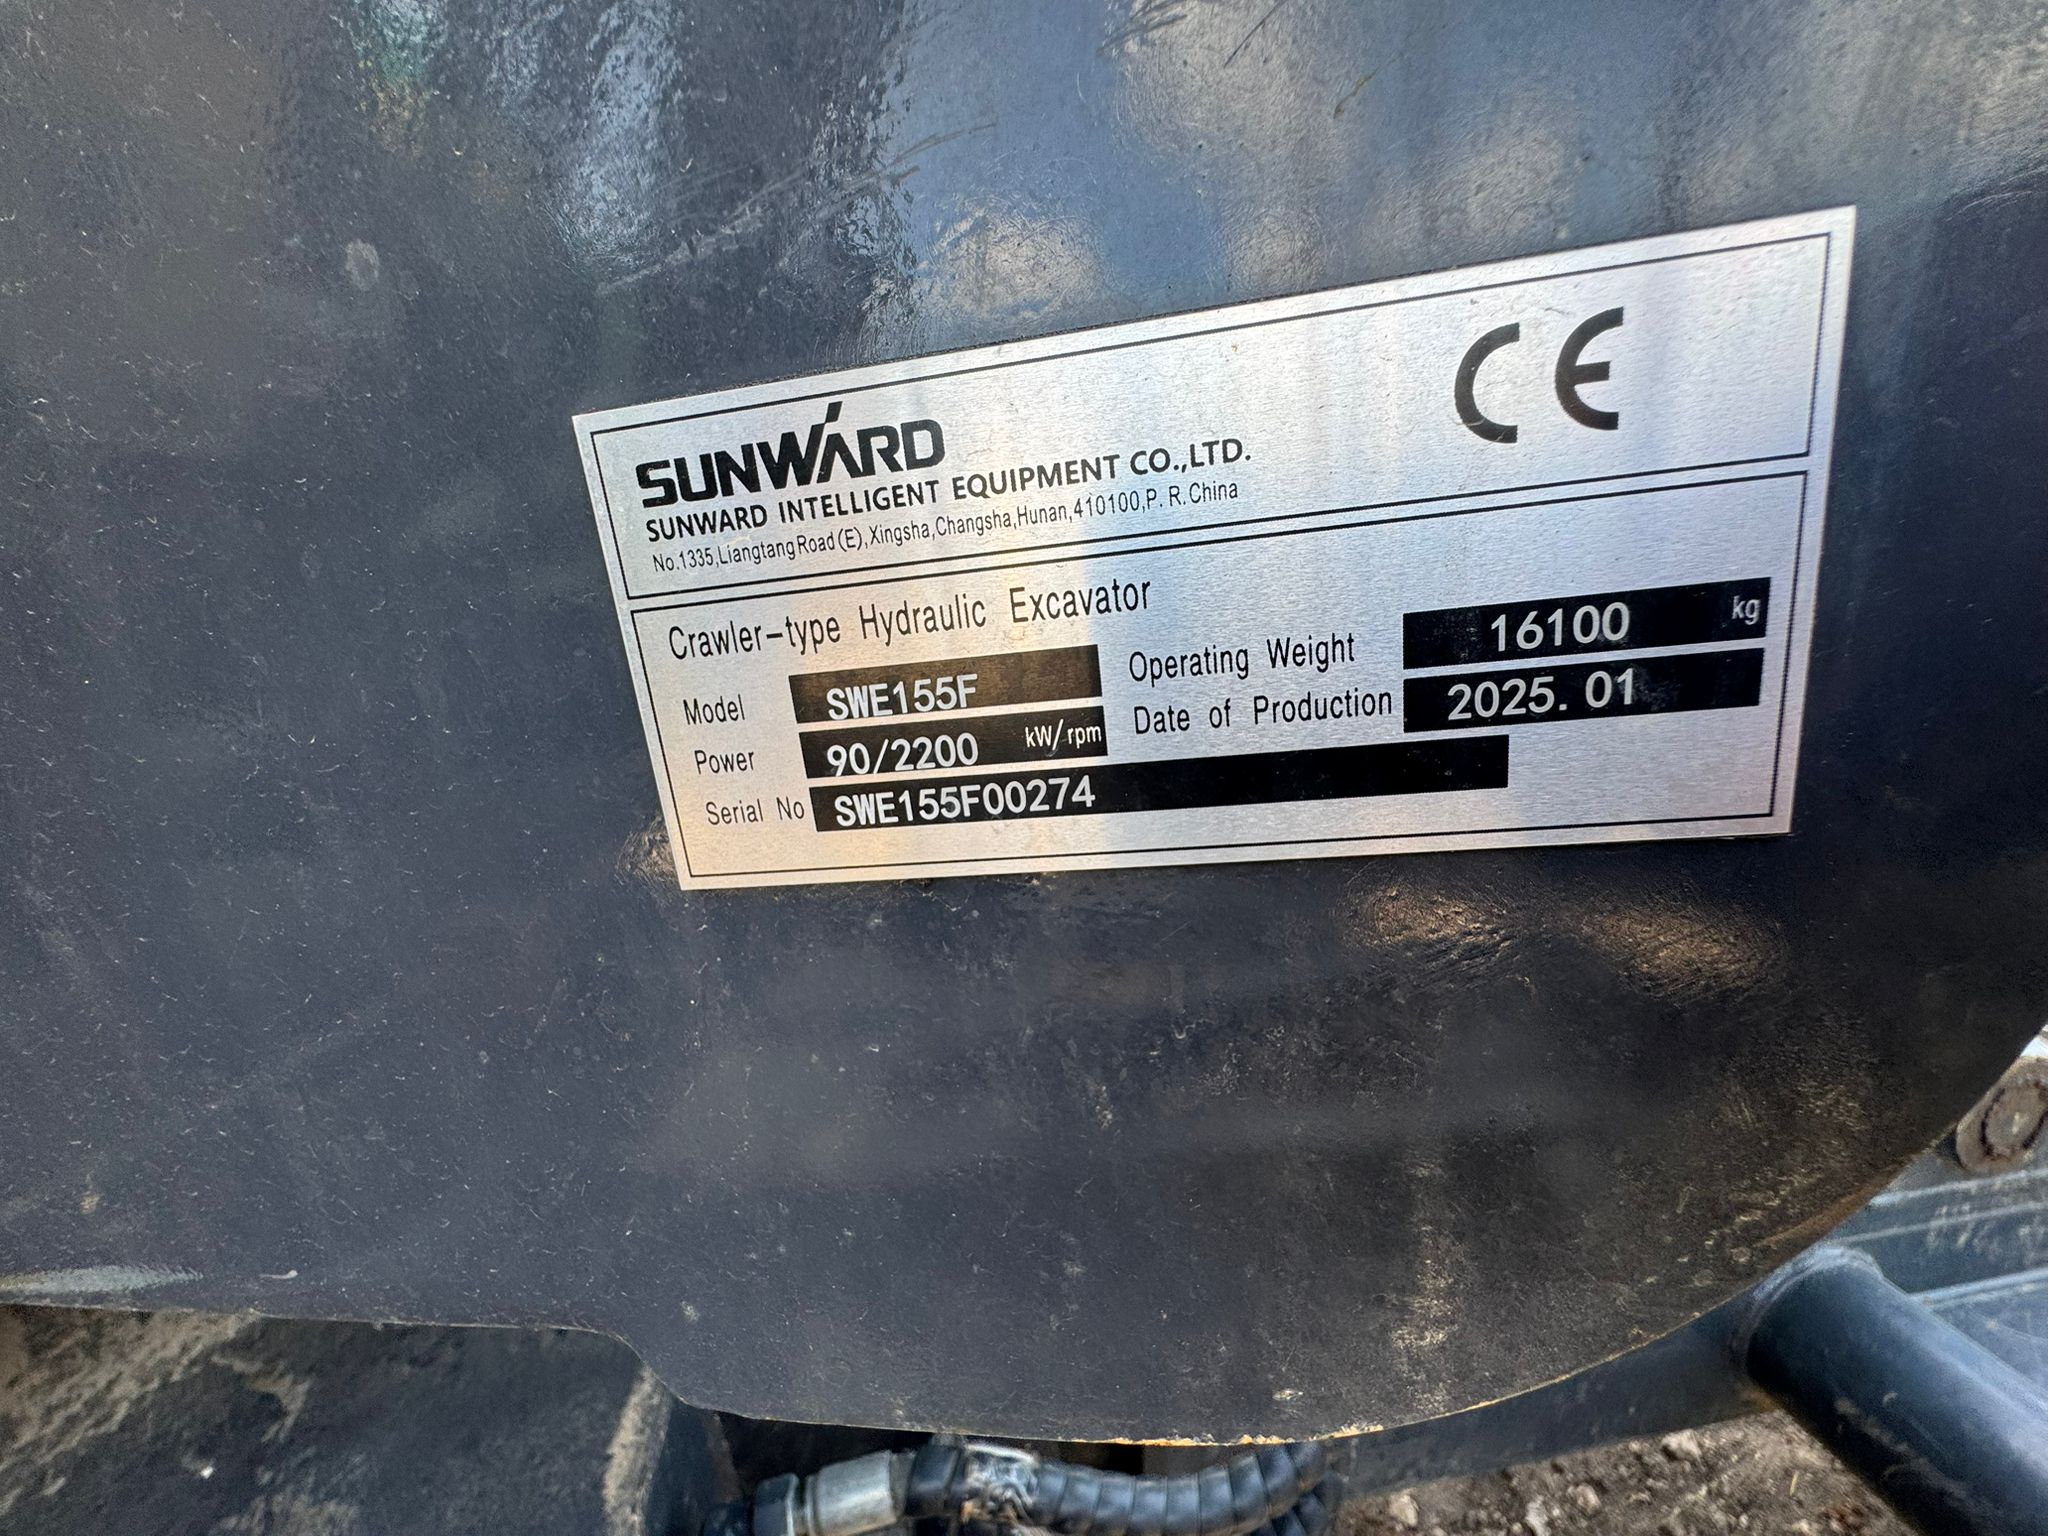 SUNWARD
SUNWARD INTELLIGENT EQUIPMENT CO.,LTD.
No.1335,Liangtang Road(E),Xingsha,Changsha,Hunan,410100,P.R.China
CE
Crawler-type Hydraulic Excavator
Model SWE155F
Power 90/2200 kW/rpm
Serial No SWE155F00274
Operating Weight 16100 kg
Date of Production 2025.01